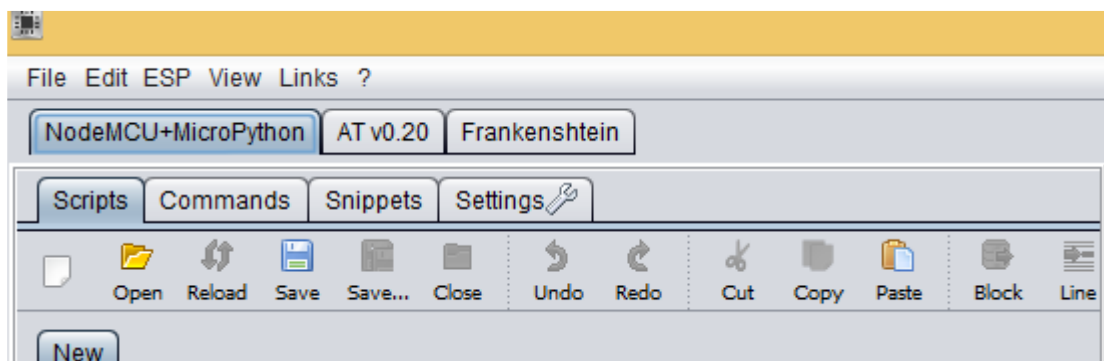 File Edit ESP View Links ?
NodeMCU+MicroPython AT v0.20 Frankenshtein
Scripts Commands Snippets Settings
Open Reload Save Save... Close Undo Redo Cut Copy Paste Block Line
New